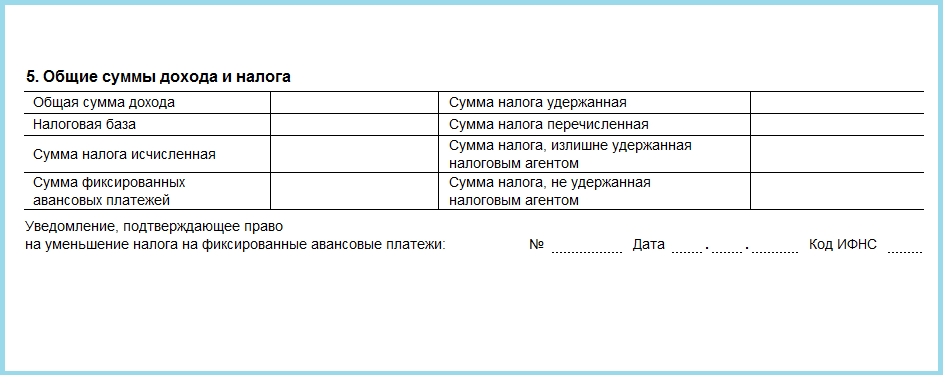 5. Общие суммы дохода и налога
Общая сумма дохода
Сумма налога удержанная
Налоговая база
Сумма налога перечисленная
Сумма налога исчисленная
Сумма налога, излишне удержанная
налоговым агентом
Сумма фиксированных
авансовых платежей
Сумма налога, не удержанная
налоговым агентом
Уведомление, подтверждающее право
на уменьшение налога на фиксированные авансовые платежи: № Дата . . Код ИФНС